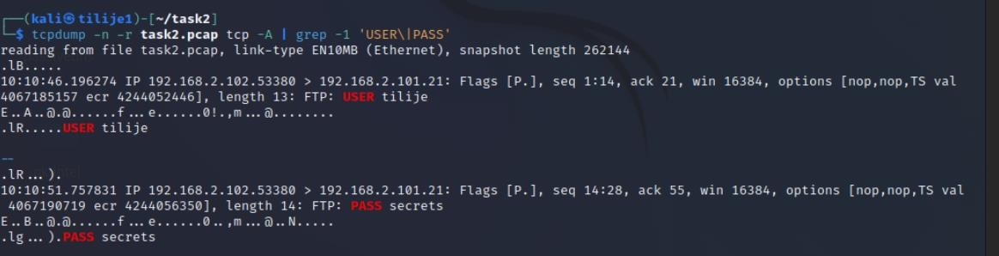 ┌──(kali㉿tilije1)-[~/task2]
└─$ tcpdump -n -r task2.pcap tcp -A | grep -1 'USER\|PASS'
reading from file task2.pcap, link-type EN10MB (Ethernet), snapshot length 262144
.lB.....
10:10:46.196274 IP 192.168.2.102.53380 > 192.168.2.101.21: Flags [P.], seq 1:14, ack 21, win 16384, options [nop,nop,TS val
4067185157 ecr 4244052446], length 13: FTP: USER tilije
E..A..@.@......f...e......0!.,m...@........
.lR.....USER tilije
--
.lR...).
10:10:51.757831 IP 192.168.2.102.53380 > 192.168.2.101.21: Flags [P.], seq 14:28, ack 55, win 16384, options [nop,nop,TS val
4067190719 ecr 4244056350], length 14: FTP: PASS secrets
E..B..@.@......f...e......0..,m...@..N.....
.lg...).PASS secrets